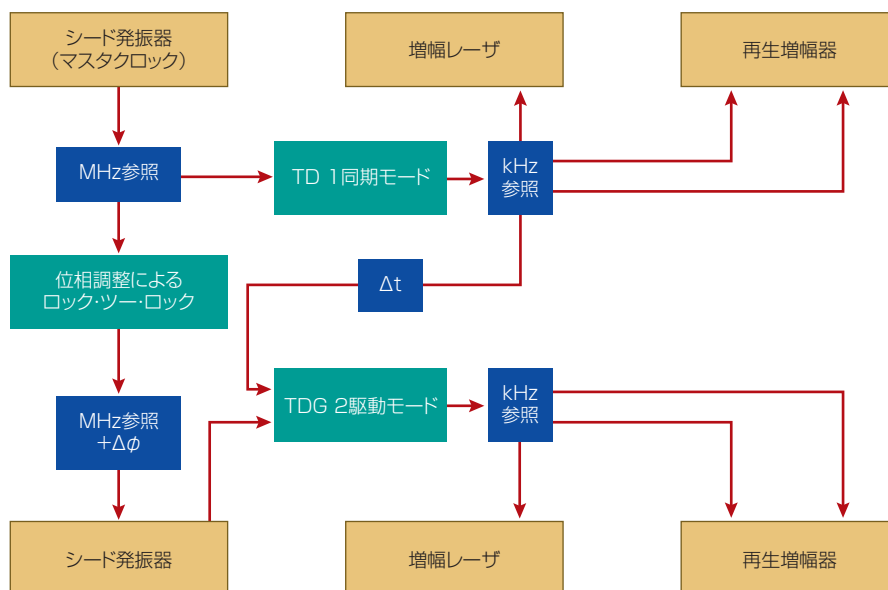 シード発振器
(マスタクロック)
増幅レーザ
再生増幅器
MHz参照
TD 1同期モード
kHz
参照
位相調整による
ロック・ツー・ロック
Δt
MHz参照
+Δφ
TDG 2駆動モード
kHz
参照
シード発振器
増幅レーザ
再生増幅器